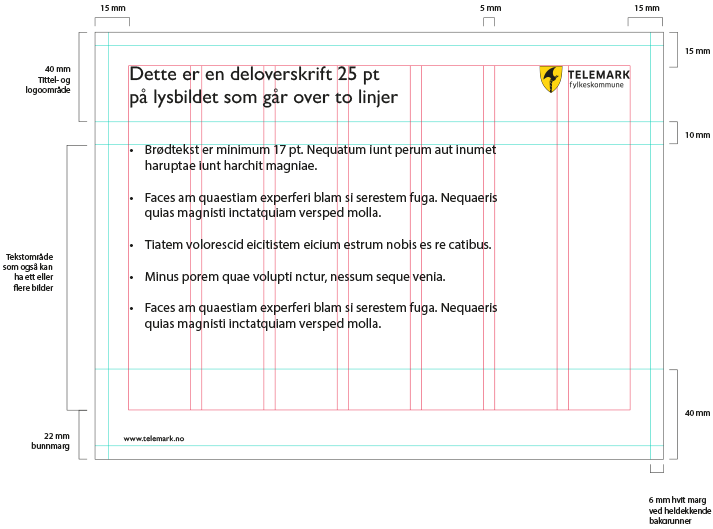 15 mm
5 mm
15 mm
40 mm
Tittel- og
logoområde
Dette er en deloverskrift 25 pt
på lysbildet som går over to linjer
TELEMARK
fylkeskommune
15 mm
10 mm
• Brødtekst er minimum 17 pt. Nequatum iunt perum aut inumet
haruptae iunt harchit magniae.
• Faces am quaestiam experferi blam si serestem fuga. Nequaeris
quias magnisti inctatquiam versped molla.
• Tiatem volorescid eicitistem eicium estrum nobis es re catibus.
• Minus porem quae volupti nctur, nessum seque venia.
• Faces am quaestiam experferi blam si serestem fuga. Nequaeris
quias magnisti inctatquiam versped molla.
Tekstområde
som også kan
ha ett eller
flere bilder
40 mm
22 mm
bunnmarg
www.telemark.no
6 mm hvit marg
ved heldekkende
bakgrunner